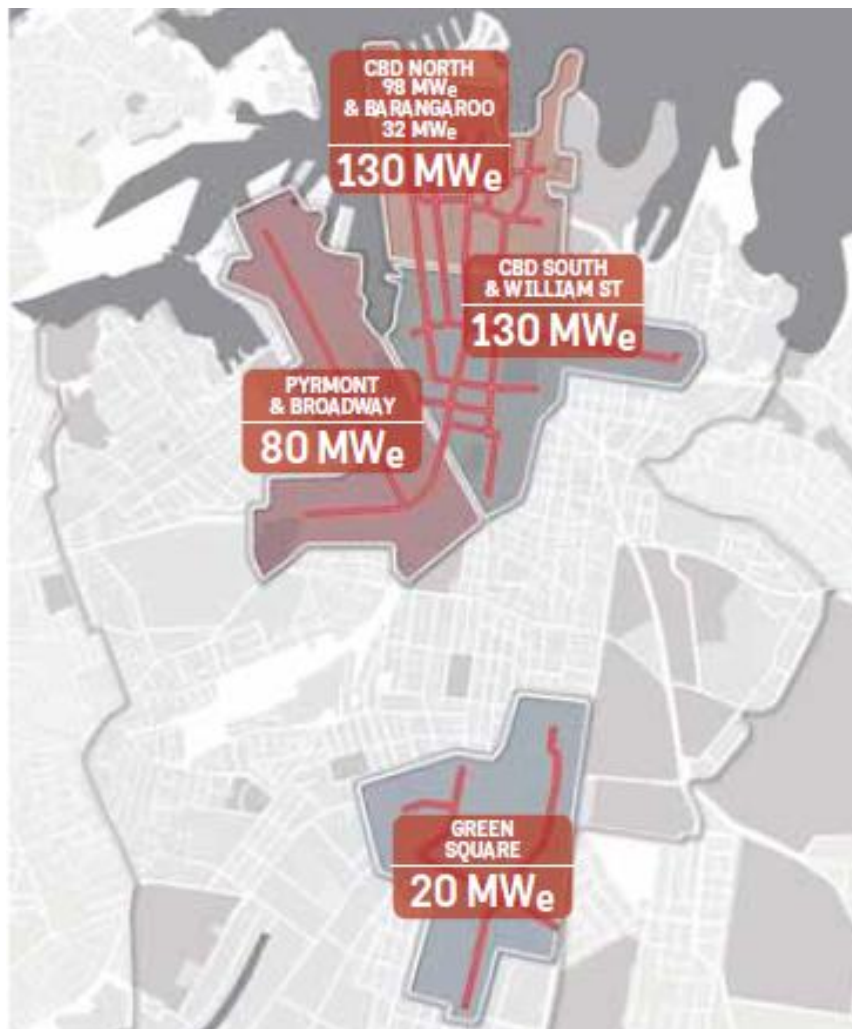 CBD NORTH
98 MWe
& BARANGAROO
32 MWe
130 MWe
CBD SOUTH
& WILLIAM ST
130 MWe
PYRMONT
& BROADWAY
80 MWe
GREEN
SQUARE
20 MWe